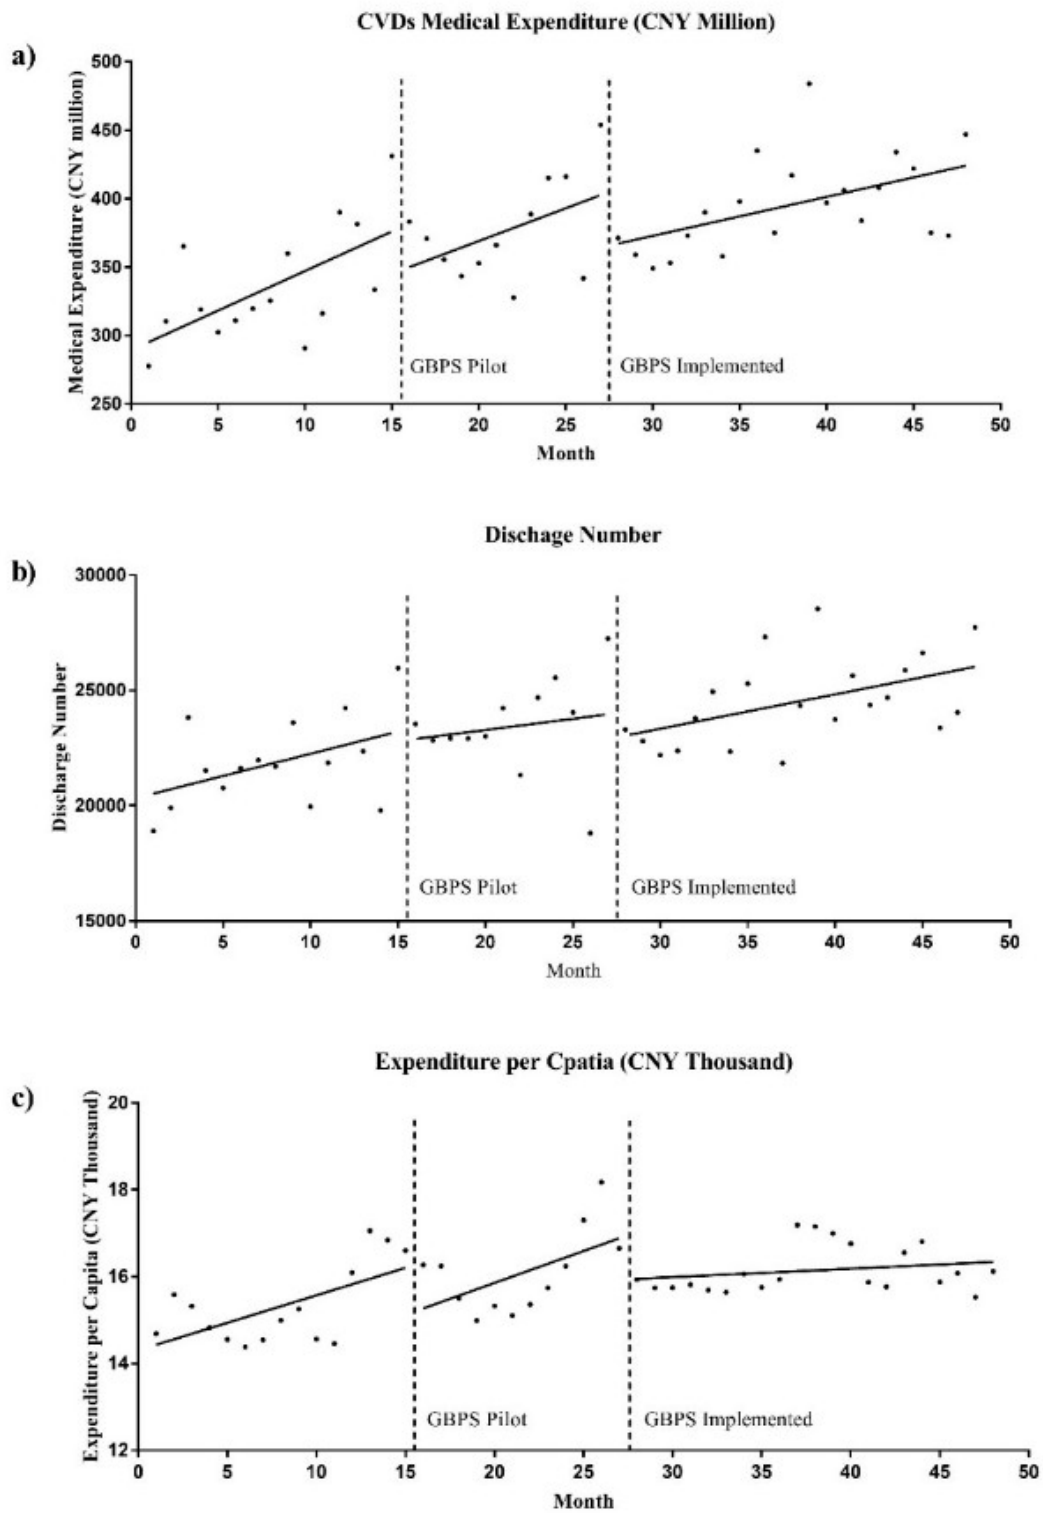 CVDs Medical Expenditure (CNY Million)
a)
Medical Expenditure (CNY million)
500
450
400
350
300
250
GBPS Pilot
GBPS Implemented
0 5 10 15 20 25 30 35 40 45 50
Month
Dischage Number
b)
Discharge Number
30000
25000
20000
15000
GBPS Pilot
GBPS Implemented
0 5 10 15 20 25 30 35 40 45 50
Month
Expenditure per Cpatia (CNY Thousand)
c)
Expenditure per Capita (CNY Thousand)
20
18
16
14
12
GBPS Pilot
GBPS Implemented
0 5 10 15 20 25 30 35 40 45 50
Month